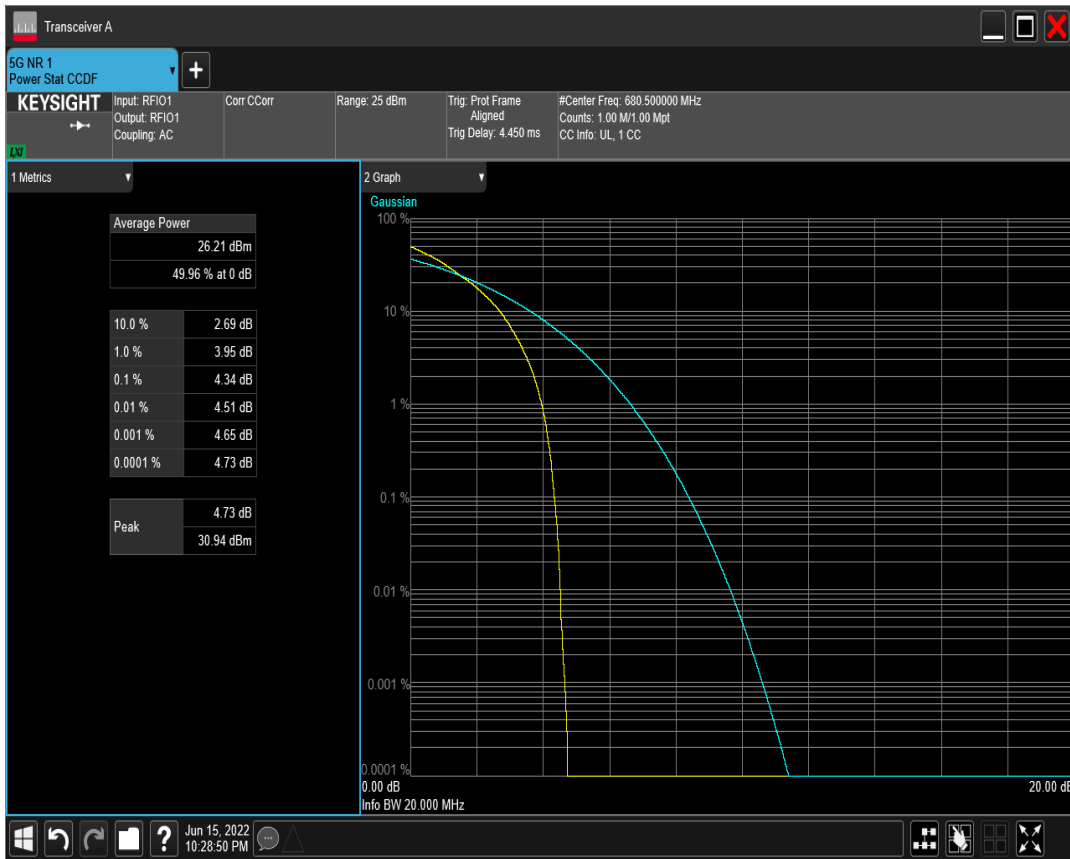 Transceiver A
5G NR 1
Power Stat CCDF
+
KEYSIGHT
LXI
Input: RFIO1
Output: RFIO1
Coupling: AC
Corr CCorr
Range: 25 dBm
Trig: Prot Frame
Aligned
Trig Delay: 4.450 ms
#Center Freq: 680.500000 MHz
Counts: 1.00 M/1.00 Mpt
CC Info: UL, 1 CC
1 Metrics
Average Power
26.21 dBm
49.96 % at 0 dB
10.0 % 2.69 dB
1.0 % 3.95 dB
0.1 % 4.34 dB
0.01 % 4.51 dB
0.001 % 4.65 dB
0.0001 % 4.73 dB
Peak
4.73 dB
30.94 dBm
2 Graph
Gaussian
100 %
10 %
1 %
0.1 %
0.01 %
0.001 %
0.0001 %
0.00 dB 20.00 dB
Info BW 20.000 MHz
?
Jun 15, 2022
10:28:50 PM